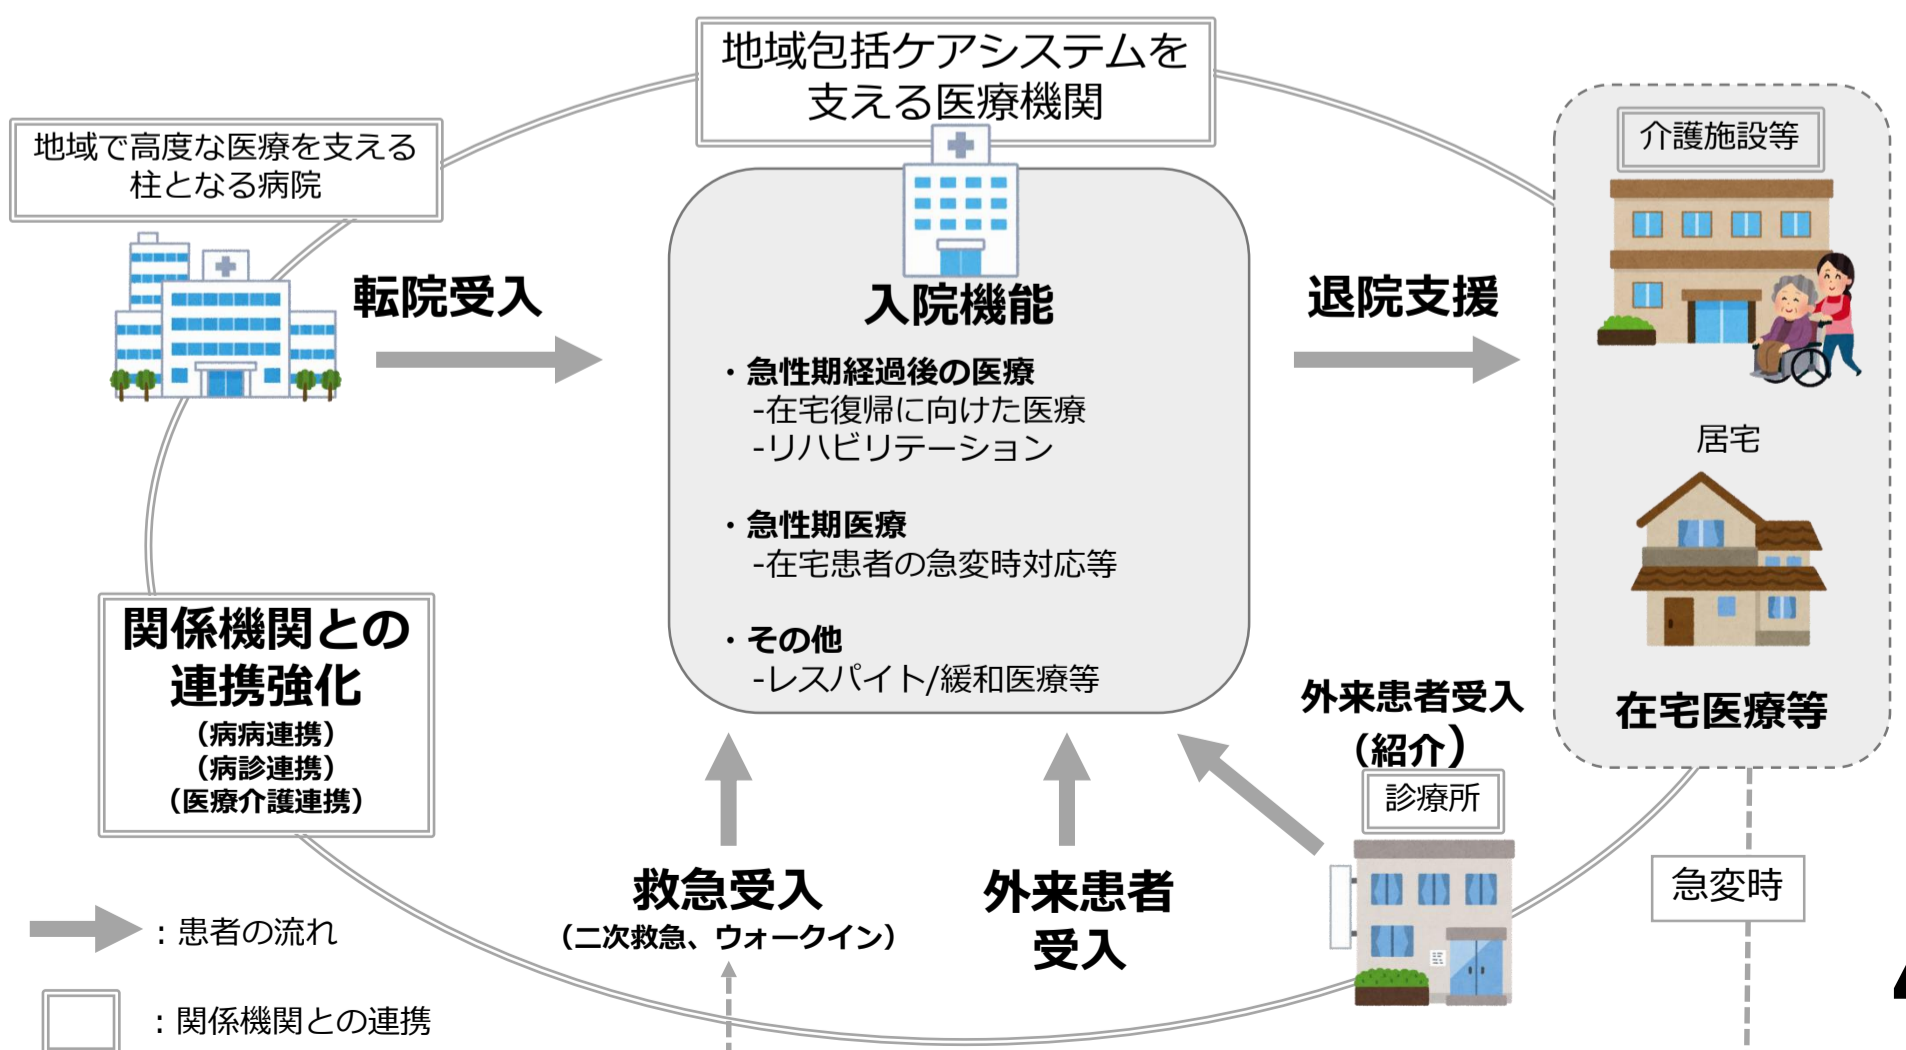 地域包括ケアシステムを
支える医療機関
地域で高度な医療を支える
柱となる病院
転院受入
入院機能
・急性期経過後の医療
-在宅復帰に向けた医療
-リハビリテーション
・急性期医療
-在宅患者の急変時対応等
・その他
-レスパイト/緩和医療等
退院支援
介護施設等
居宅
在宅医療等
関係機関との
連携強化
（病病連携）
（病診連携）
（医療介護連携）
外来患者受入
（紹介）
診療所
救急受入
（二次救急、ウォークイン）
外来患者
受入
急変時
：患者の流れ
：関係機関との連携